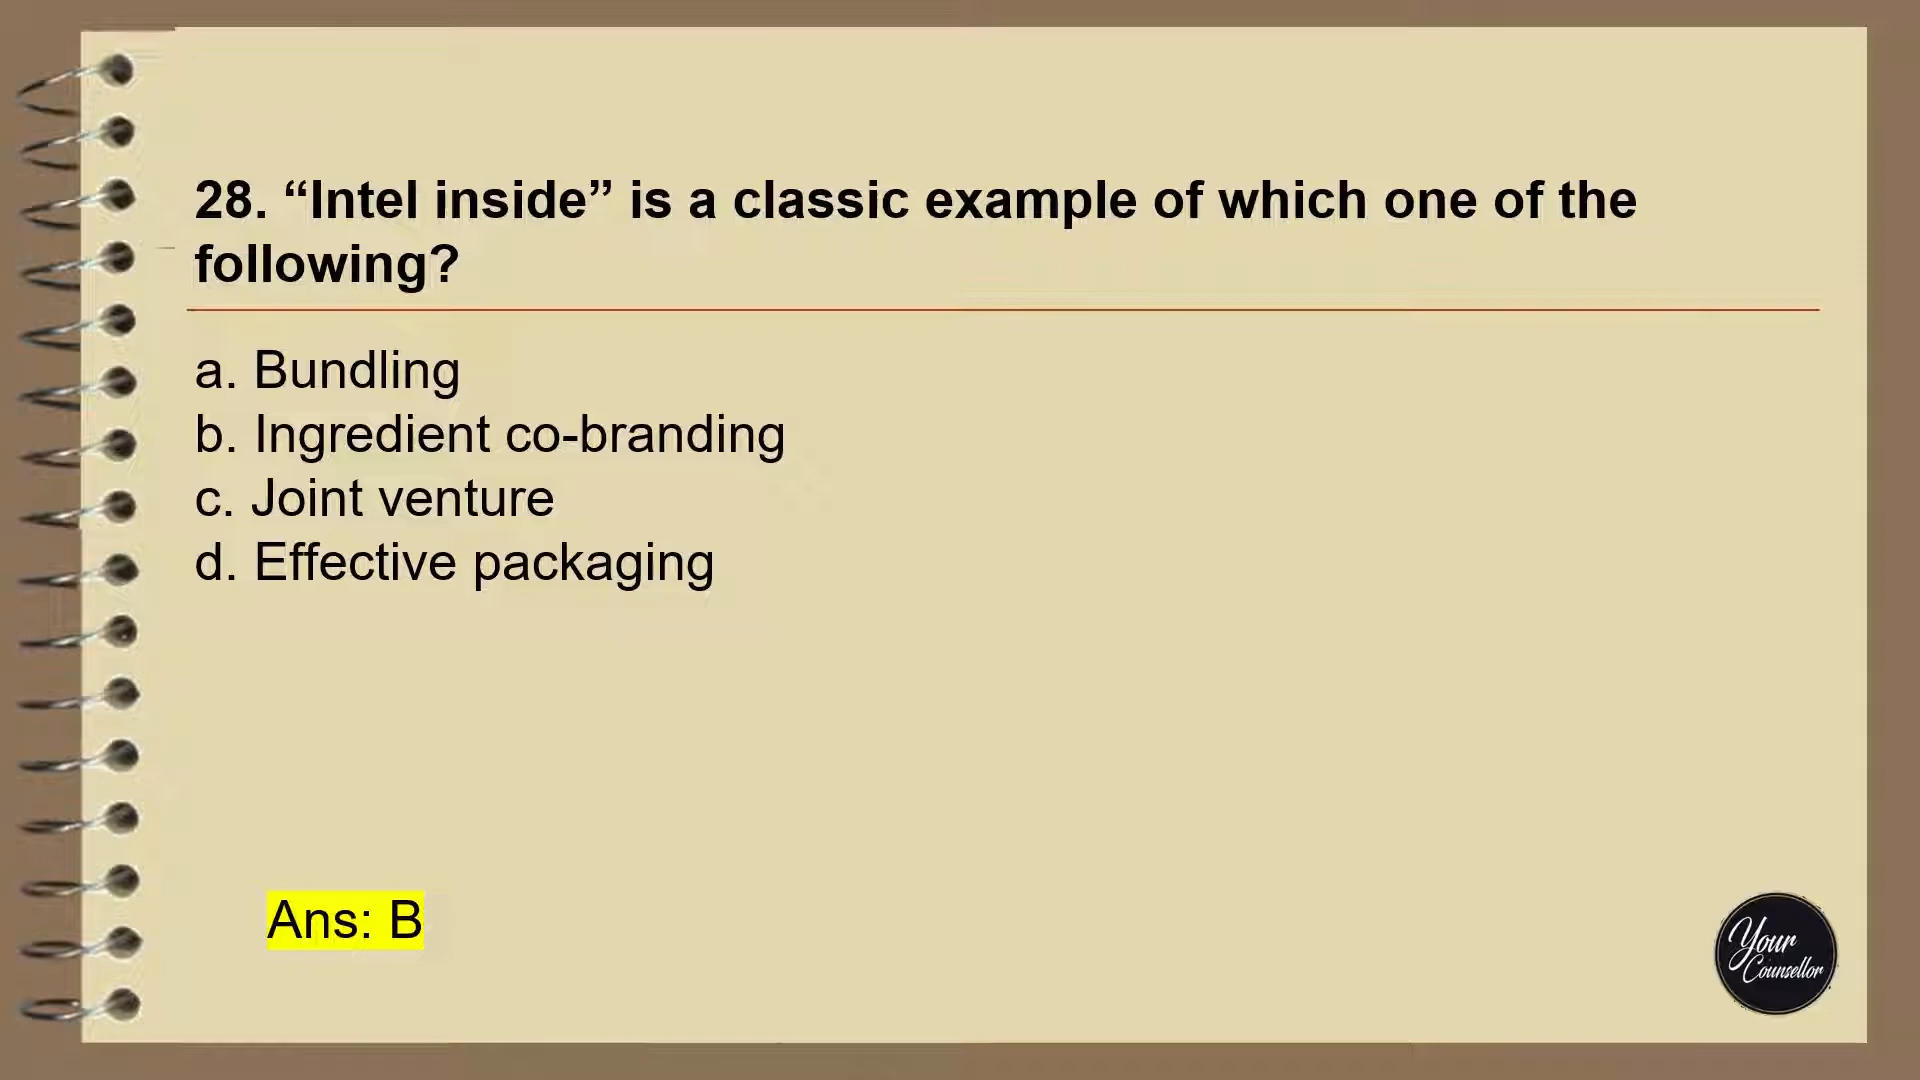 28. “Intel inside” is a classic example of which one of the
following?
a. Bundling
b. Ingredient co-branding
c. Joint venture
d. Effective packaging
Ans: B
Your
Counsellor